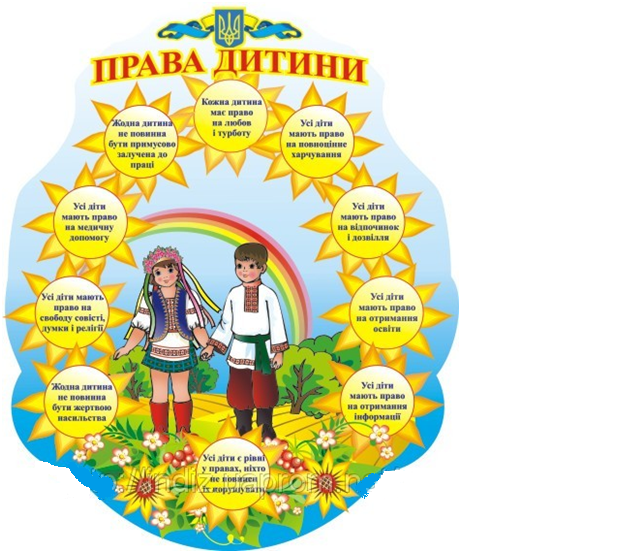 ПРАВА ДИТИНИ
Кожна дитина
має право
на любов
і турботу
Усі діти
мають право
на повноцінне
харчування
Усі діти
мають право
на відпочинок
і дозвілля
Усі діти
мають право
на отримання
освіти
Усі діти
мають право
на отримання
інформації
Усі діти є рівні
у правах, ніхто
не повинен
їх порушувати
Жодна дитина
не повинна
бути жертвою
насильства
Усі діти мають
право на
свободу совісті,
думки і релігії
Усі діти
мають право
на медичну
допомогу
Жодна дитина
не повинна
бути примусово
залучена до
праці